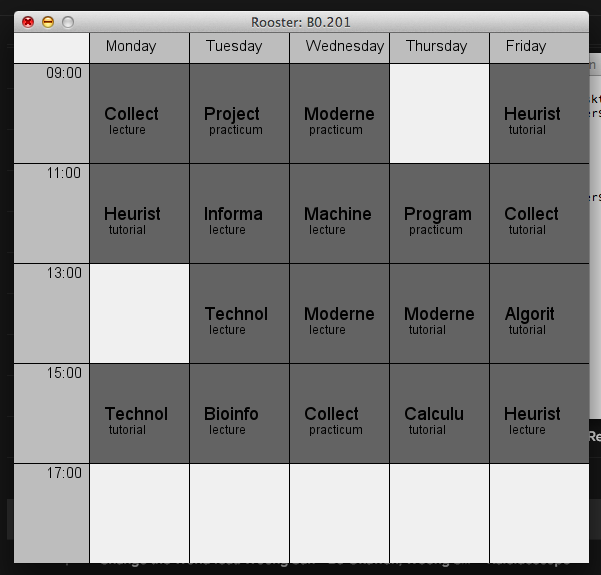 Rooster: B0.201
Monday Tuesday Wednesday Thursday Friday
09:00
Collect Project Moderne Heurist
lecture practicum practicum tutorial
11:00
Heurist Informa Machine Program Collect
tutorial lecture lecture practicum tutorial
13:00
Technol Moderne Moderne Algorit
lecture lecture tutorial tutorial
15:00
Technol Bioinfo Collect Calculu Heurist
tutorial lecture practicum tutorial lecture
17:00